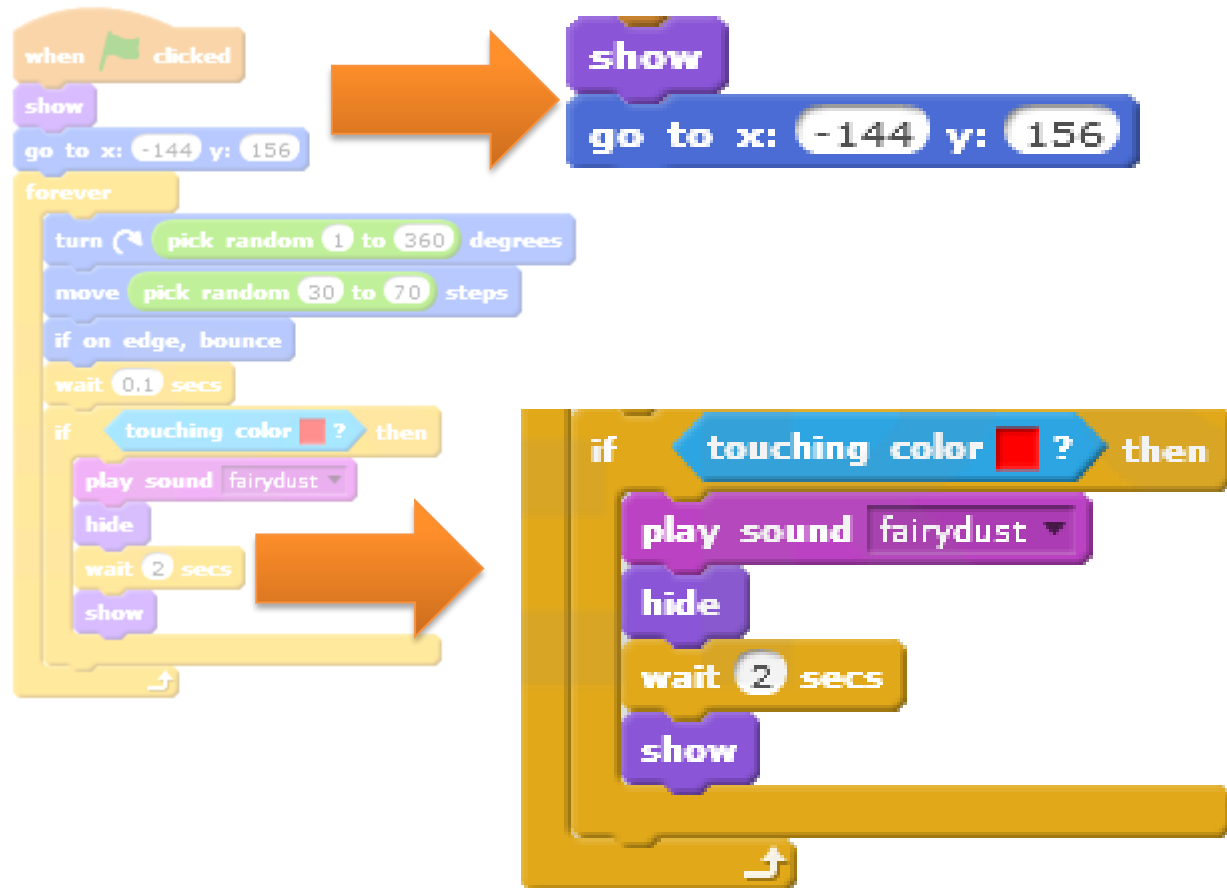 when clicked
show
go to x: -144 y: 156
forever
turn pick random 1 to 360 degrees
move pick random 30 to 70 steps
if on edge, bounce
wait 0.1 secs
if touching color ? then
play sound fairydust
hide
wait 2 secs
show
show
go to x: -144 y: 156
if touching color ? then
play sound fairydust
hide
wait 2 secs
show